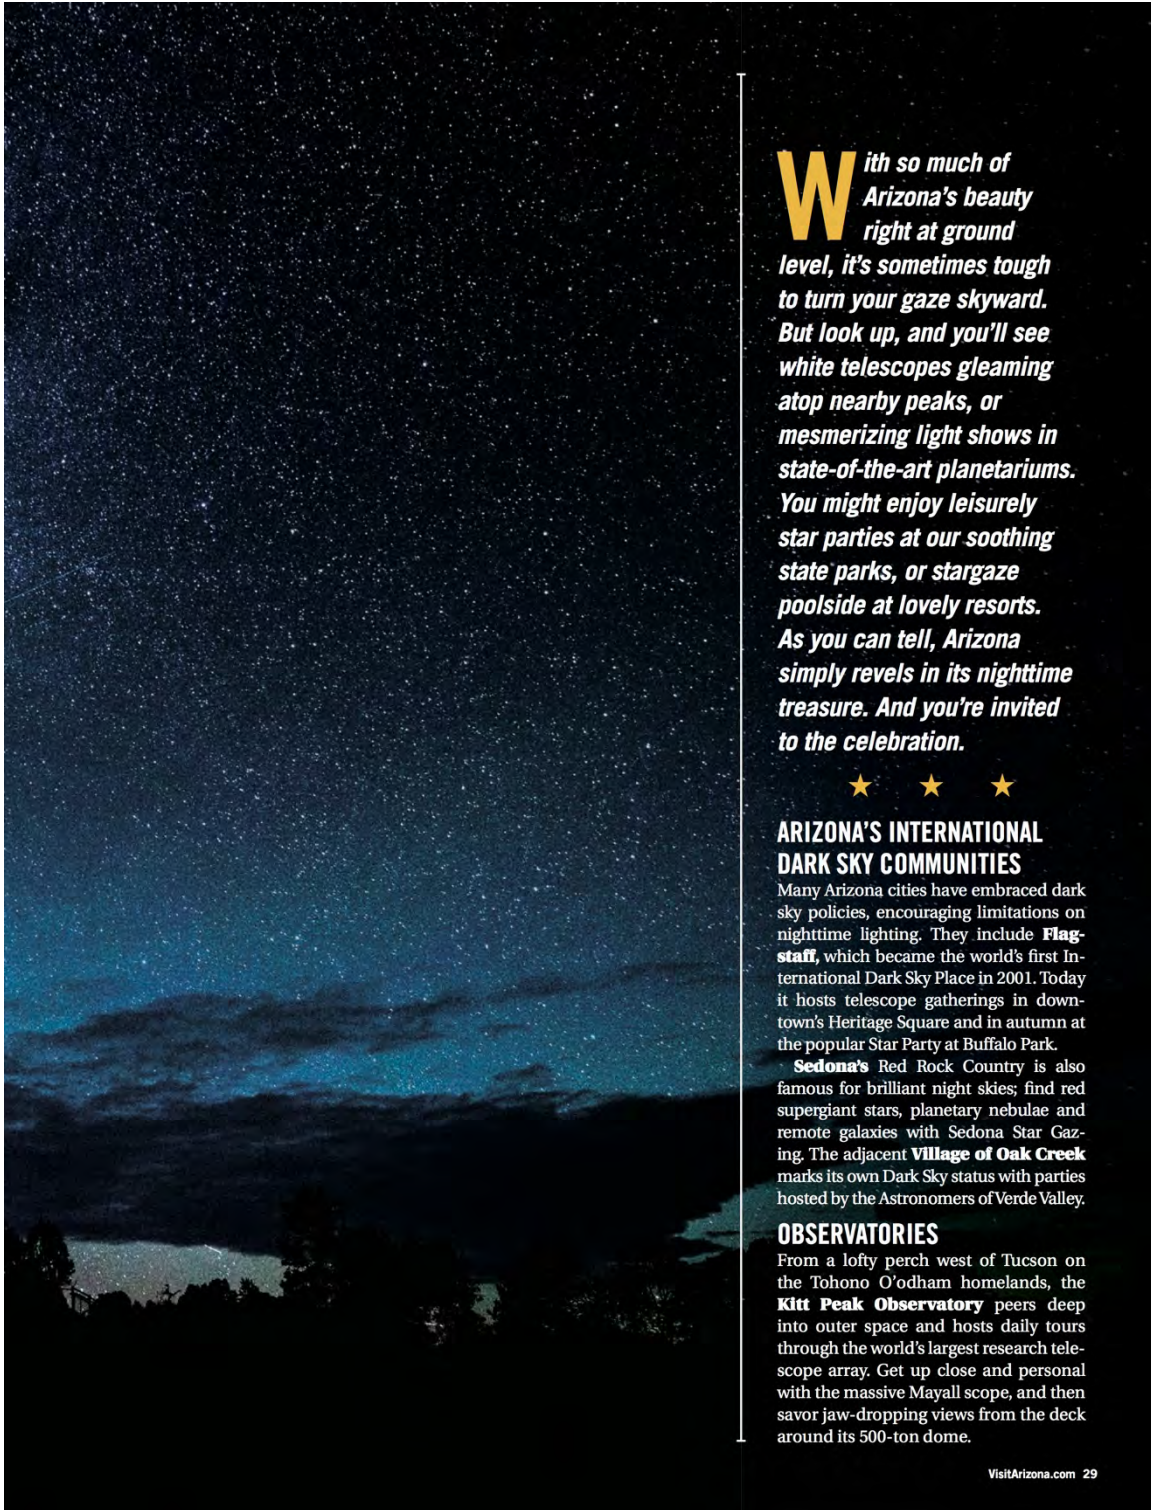 With so much of
Arizona's beauty
right at ground
level, it's sometimes tough
to turn your gaze skyward.
But look up, and you'll see
white telescopes gleaming
atop nearby peaks, or
mesmerizing light shows in
state-of-the-art planetariums.
You might enjoy leisurely
star parties at our soothing
state parks, or stargaze
poolside at lovely resorts.
As you can tell, Arizona
simply revels in its nighttime
treasure. And you're invited
to the celebration.
ARIZONA'S INTERNATIONAL
DARK SKY COMMUNITIES
Many Arizona cities have embraced dark
sky policies, encouraging limitations on
nighttime lighting. They include Flag-
staff, which became the world's first In-
ternational Dark Sky Place in 2001. Today
it hosts telescope gatherings in down-
town's Heritage Square and in autumn at
the popular Star Party at Buffalo Park.
Sedona's Red Rock Country is also
famous for brilliant night skies; find red
supergiant stars, planetary nebulae and
remote galaxies with Sedona Star Gaz-
ing. The adjacent Village of Oak Creek
marks its own Dark Sky status with parties
hosted by the Astronomers of Verde Valley.
OBSERVATORIES
From a lofty perch west of Tucson on
the Tohono O'odham homelands, the
Kitt Peak Observatory peers deep
into outer space and hosts daily tours
through the world's largest research tele-
scope array. Get up close and personal
with the massive Mayall scope, and then
savor jaw-dropping views from the deck
around its 500-ton dome.
VisitArizona.com 29